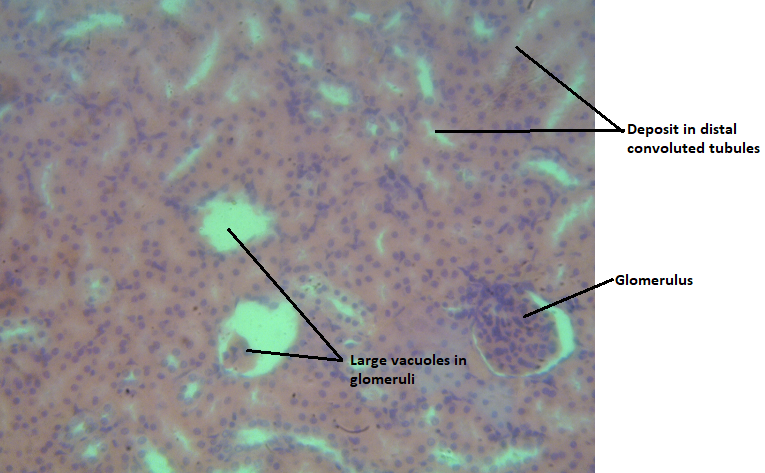 Deposit in distal
convoluted tubules
Glomerulus
Large vacuoles in
glomeruli